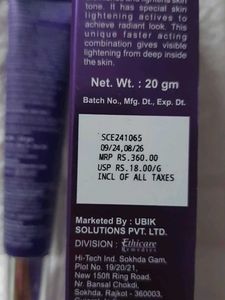 tone. It has special skin
lightening actives to
achieve radiant look. This
unique faster acting
combination gives visible
lightening from deep inside
the skin.
Net. Wt. : 20 gm
Batch No., Mfg. Dt., Exp. Dt.
SCE241065
09/24,08/26
MRP RS.360.00
USP RS.18.00/G
INCL OF ALL TAXES
Marketed By : UBIK
SOLUTIONS PVT. LTD.
DIVISION : Ethicare
Remedies
Hi-Tech Ind. Sokhda Gam,
Plot No. 19/20/21,
New 150ft Ring Road,
Nr. Bansal Chokdi,
Sokhda, Rajkot - 360003,